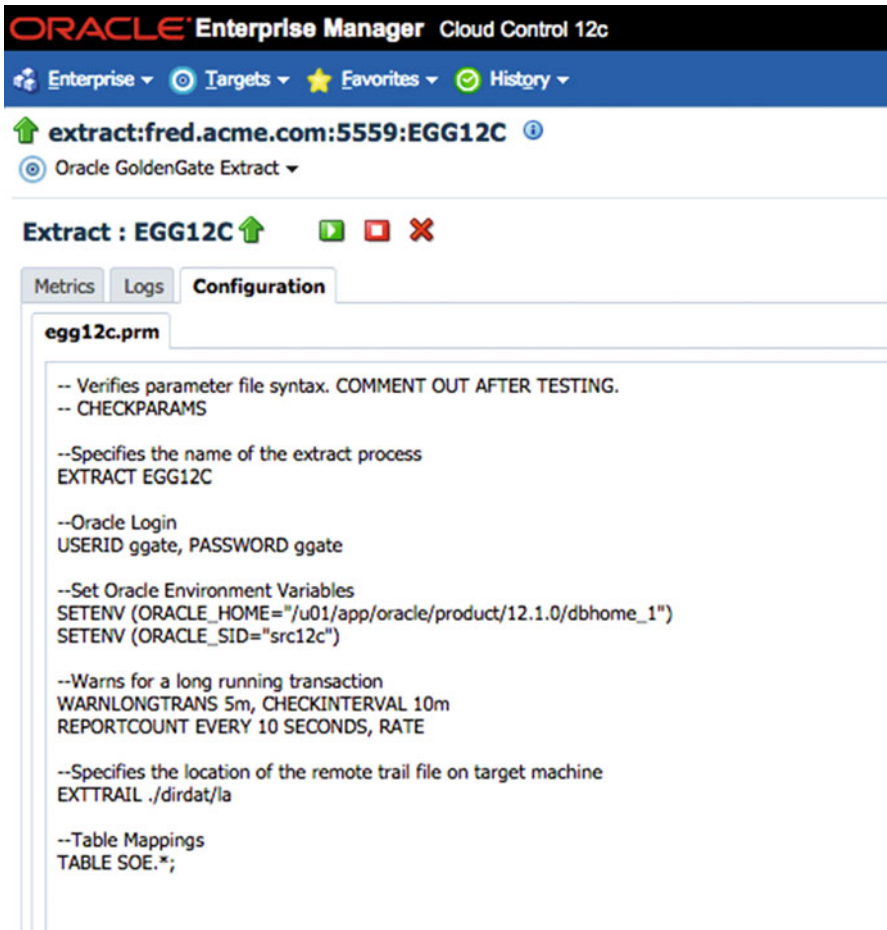 ORACLE Enterprise Manager Cloud Control 12c
Enterprise Targets Favorites History
extract:fred.acme.com:5559:EGG12C
Oracle GoldenGate Extract
Extract : EGG12C
Metrics Logs Configuration
egg12c.prm
-- Verifies parameter file syntax. COMMENT OUT AFTER TESTING.
-- CHECKPARAMS
--Specifies the name of the extract process
EXTRACT EGG12C
--Oracle Login
USERID ggate, PASSWORD ggate
--Set Oracle Environment Variables
SETENV (ORACLE_HOME="/u01/app/oracle/product/12.1.0/dbhome_1")
SETENV (ORACLE_SID="src12c")
--Warns for a long running transaction
WARNLONGTRANS 5m, CHECKINTERVAL 10m
REPORTCOUNT EVERY 10 SECONDS, RATE
--Specifies the location of the remote trail file on target machine
EXTTRAIL ./dirdat/la
--Table Mappings
TABLE SOE.*;